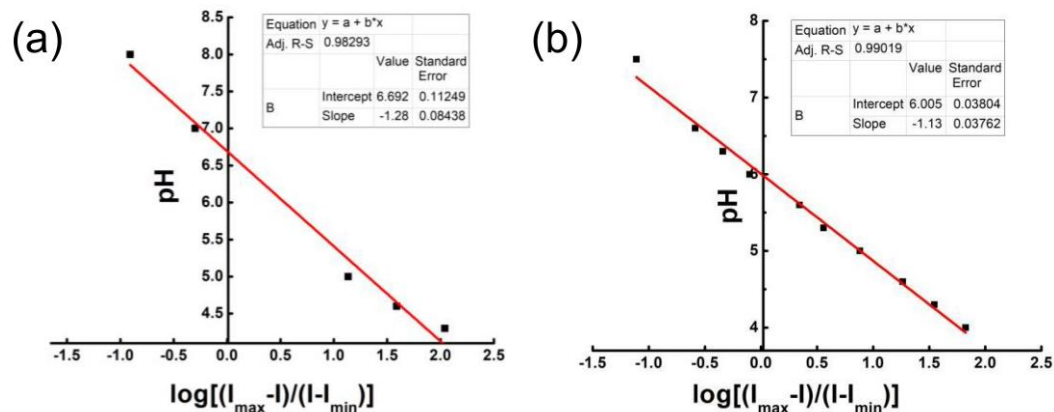 (a)
Equation y = a + b*x
Adj. R-S 0.98293
Value Standard Error
B
Intercept 6.692 0.11249
Slope -1.28 0.08438
8.5
8.0
7.5
7.0
6.5
6.0
5.5
5.0
4.5
pH
-1.5 -1.0 -0.5 0.0 0.5 1.0 1.5 2.0 2.5
log[(Imax-I)/(I-Imin)]
(b)
Equation y = a + b*x
Adj. R-S 0.99019
Value Standard Error
B
Intercept 6.005 0.03804
Slope -1.13 0.03762
8
7
6
5
4
pH
-1.5 -1.0 -0.5 0.0 0.5 1.0 1.5 2.0 2.5
log[(Imax-I)/(I-Imin)]